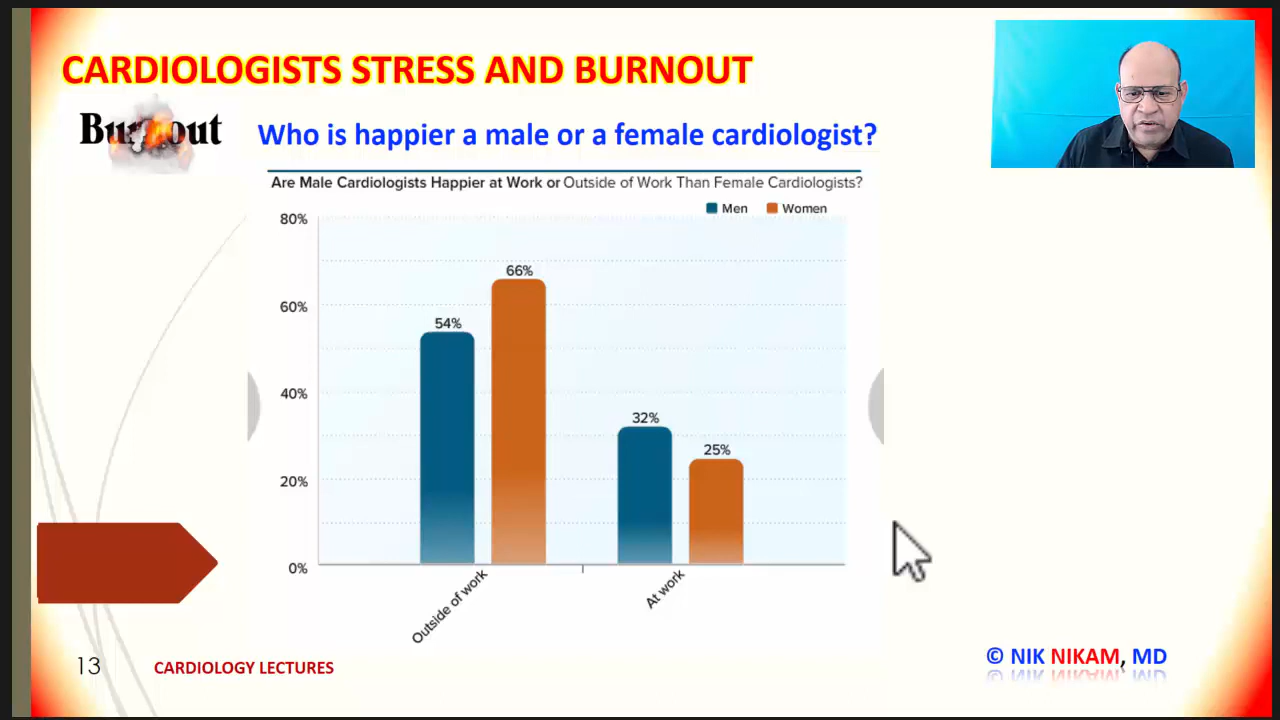 CARDIOLOGISTS STRESS AND BURNOUT
Burnout
Who is happier a male or a female cardiologist?
Are Male Cardiologists Happier at Work or Outside of Work Than Female Cardiologists?
Men Women
80%
60%
40%
20%
0%
54%
66%
32%
25%
Outside of work
At work
13
CARDIOLOGY LECTURES
© NIK NIKAM, MD